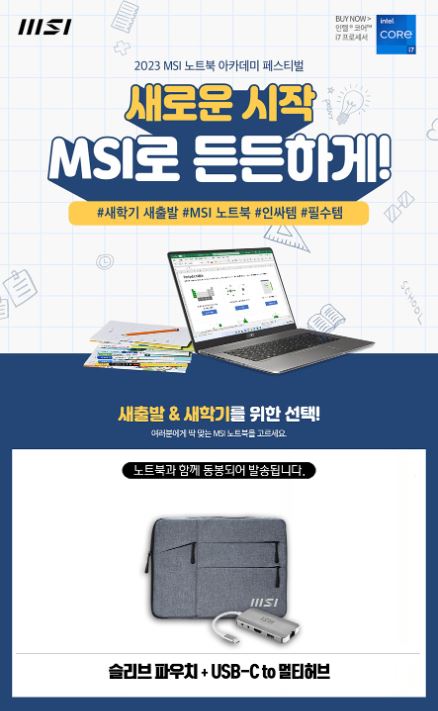 msi
BUY NOW >
인텔® 코어™
i7 프로세서
intel
CORE
i7
2023 MSI 노트북 아카데미 페스티벌
새로운 시작
MSI로 든든하게!
#새학기 새출발 #MSI 노트북 #인싸템 #필수템
SCHOOL
새출발 & 새학기를 위한 선택!
여러분에게 딱 맞는 MSI 노트북을 고르세요.
노트북과 함께 동봉되어 발송됩니다.
msi
msi
슬리브 파우치 + USB-C to 멀티허브